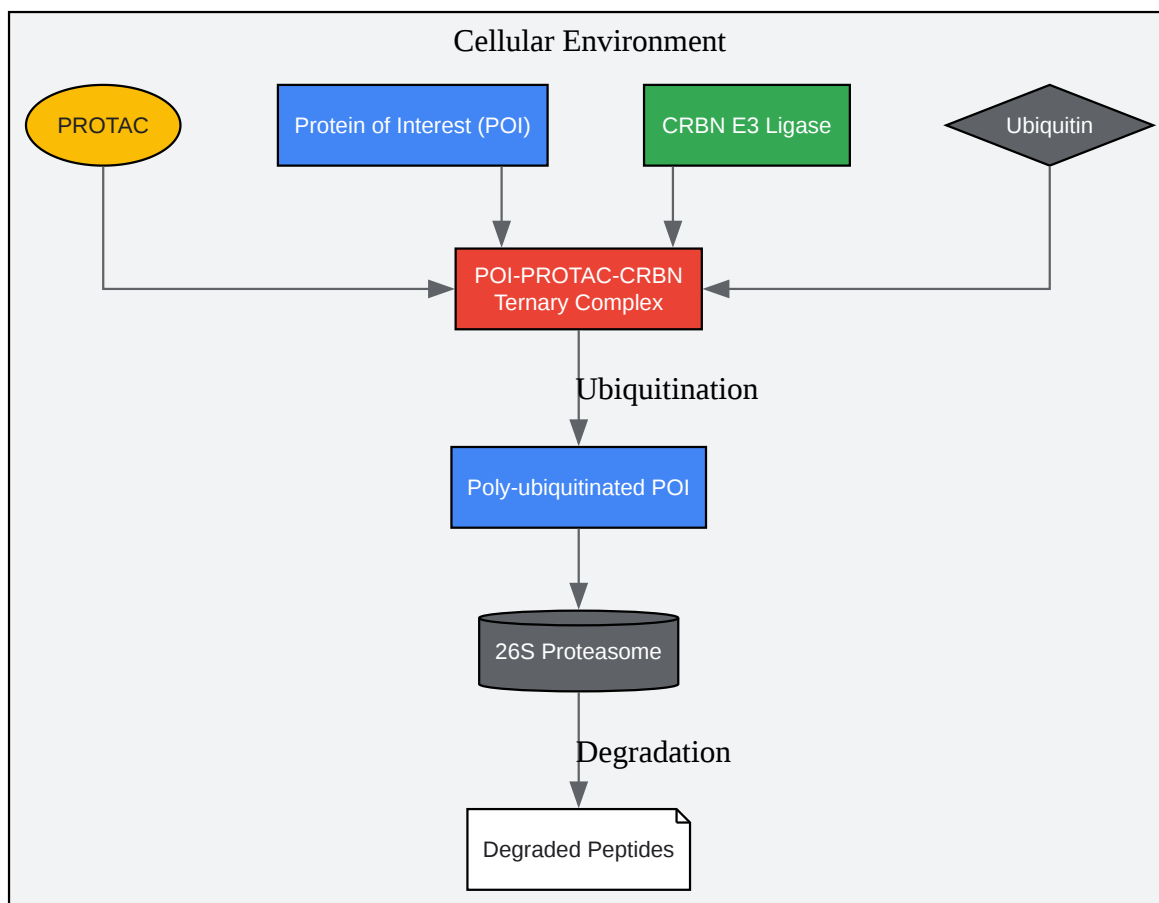 Cellular Environment
PROTAC
Protein of Interest (POI)
CRBN E3 Ligase
Ubiquitin
POI-PROTAC-CRBN
Ternary Complex
Ubiquitination
Poly-ubiquitinated POI
26S Proteasome
Degradation
Degraded Peptides